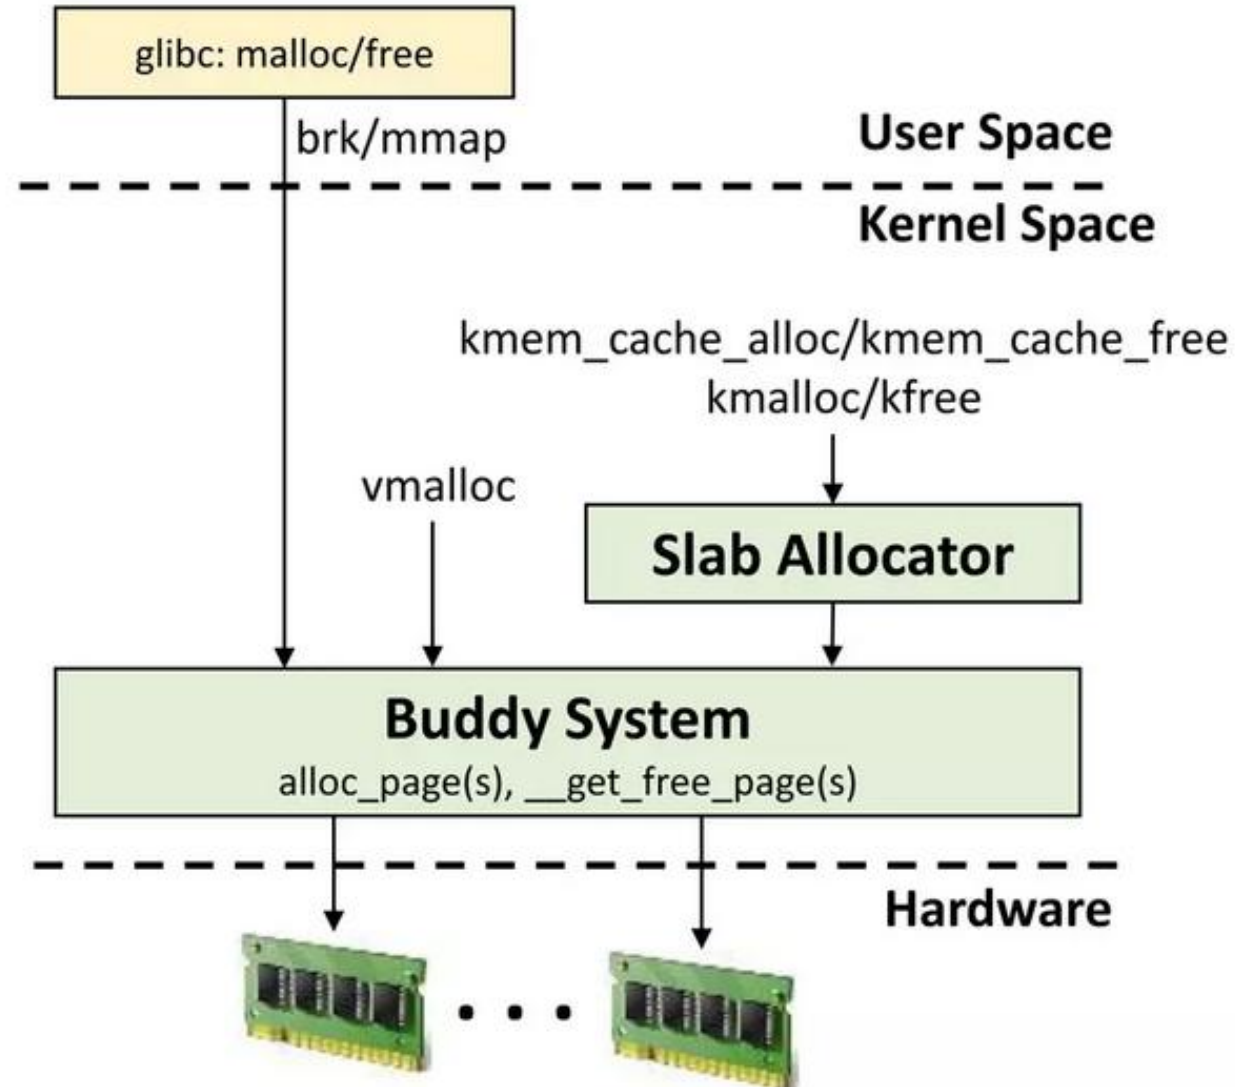 glibc: malloc/free
brk/mmap
User Space
Kernel Space
kmem_cache_alloc/kmem_cache_free
kmalloc/kfree
vmalloc
Slab Allocator
Buddy System
alloc_page(s), __get_free_page(s)
Hardware